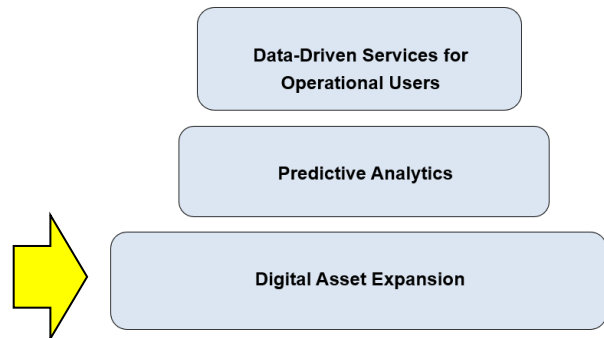 Data-Driven Services for
Operational Users
Predictive Analytics
Digital Asset Expansion